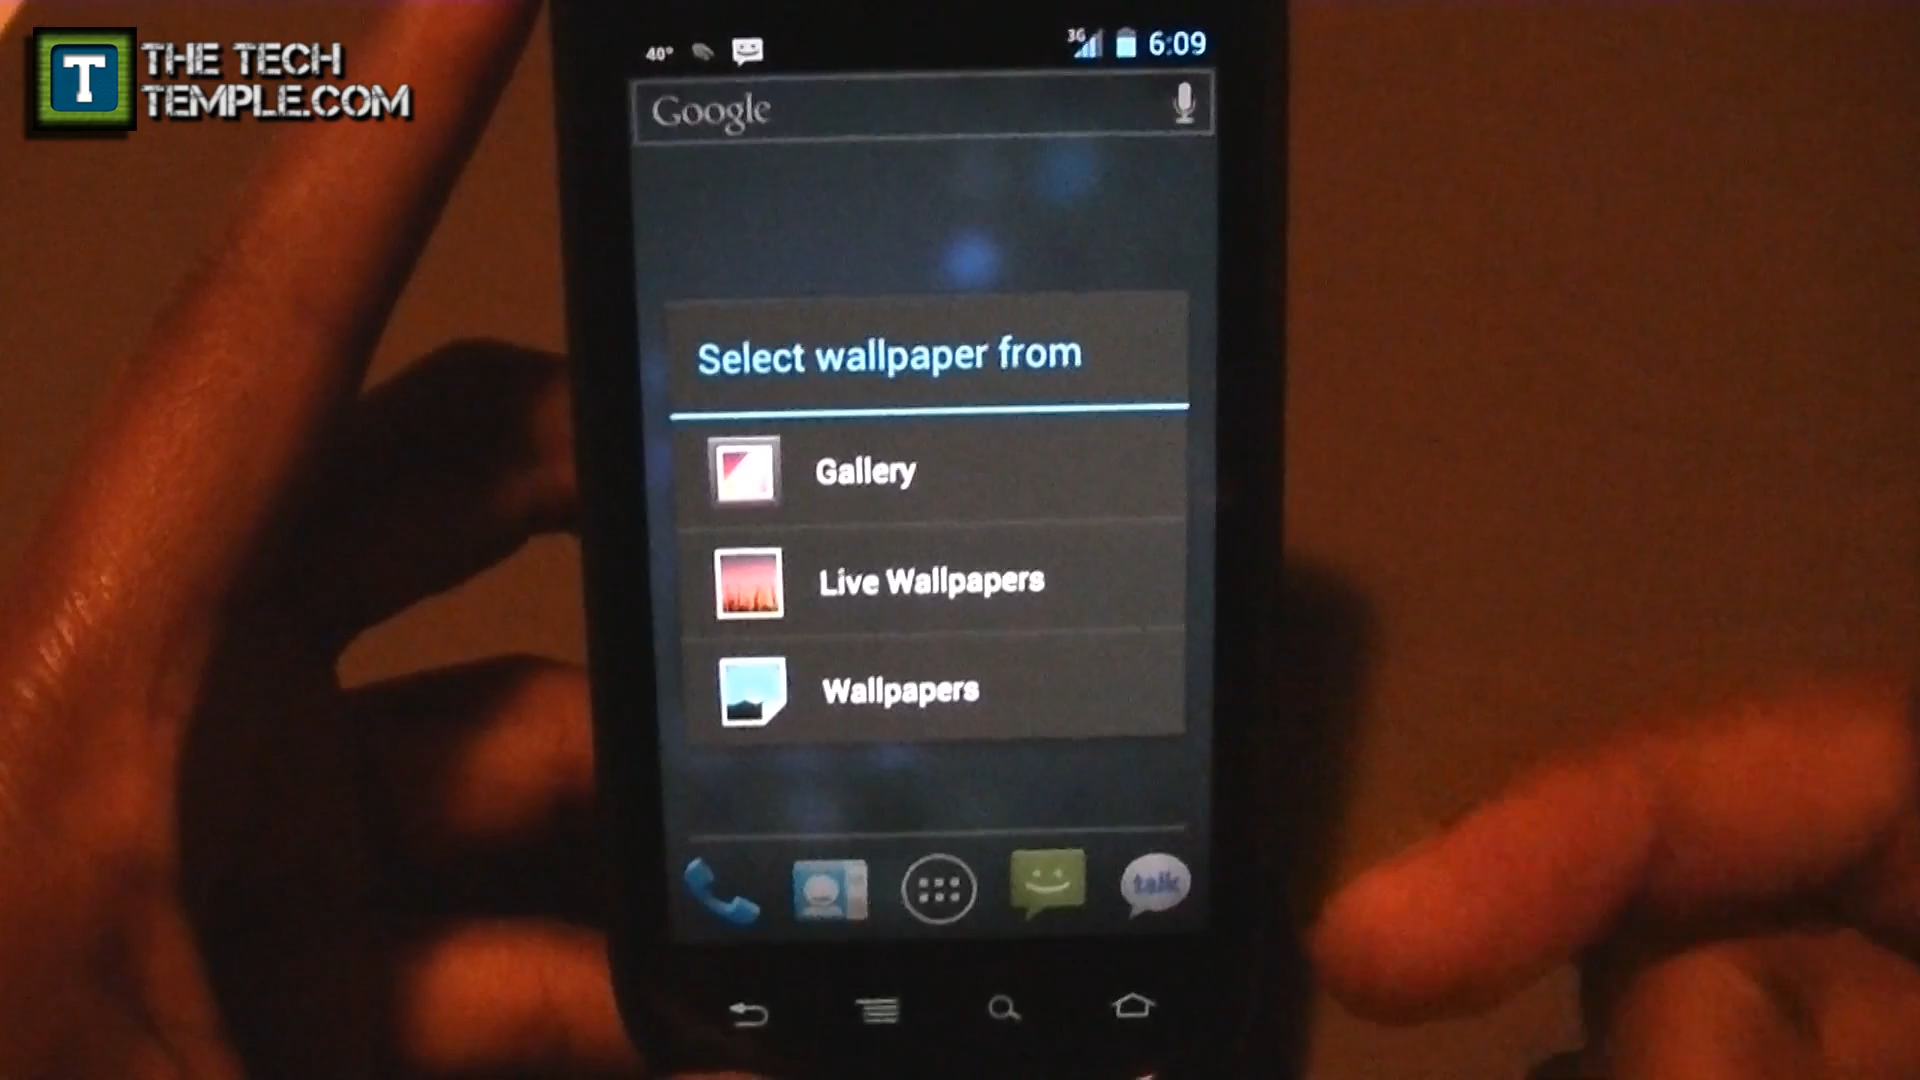 T THE TECH
TEMPLE.COM
40° 3G 6:09
Google
Select wallpaper from
Gallery
Live Wallpapers
Wallpapers
talk